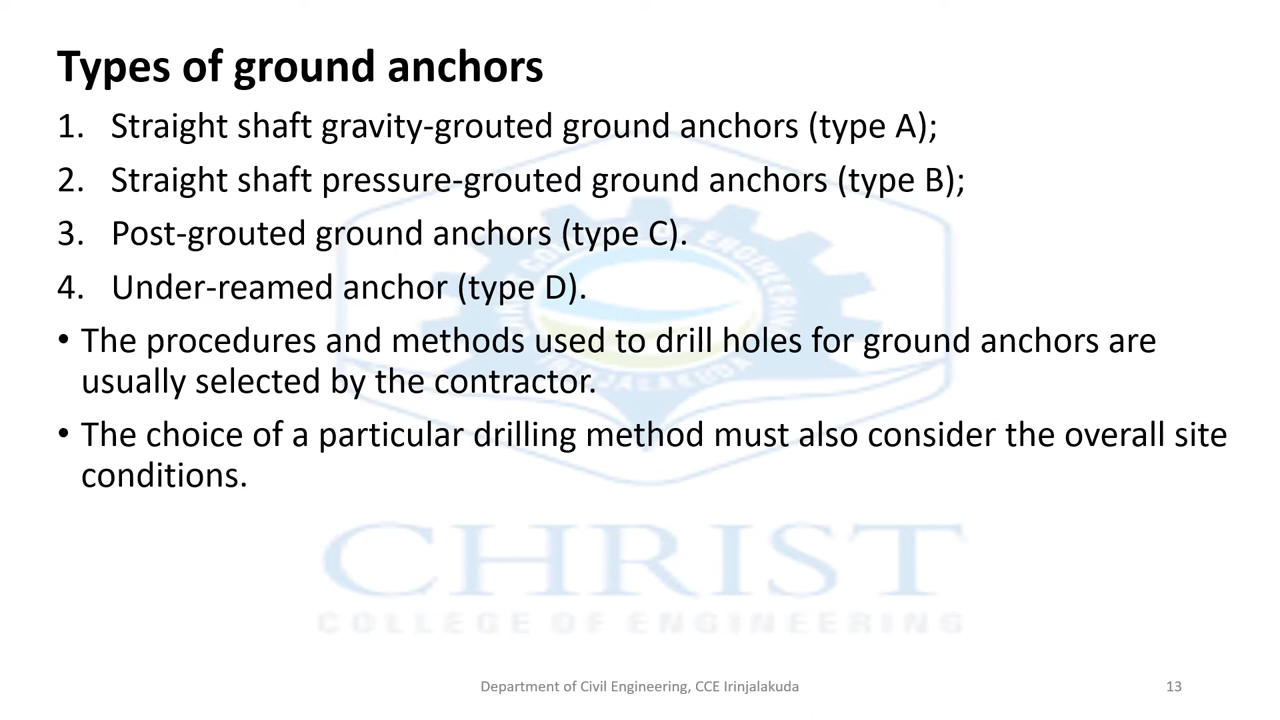 Types of ground anchors
1. Straight shaft gravity-grouted ground anchors (type A);
2. Straight shaft pressure-grouted ground anchors (type B);
3. Post-grouted ground anchors (type C).
4. Under-reamed anchor (type D).
• The procedures and methods used to drill holes for ground anchors are
usually selected by the contractor.
• The choice of a particular drilling method must also consider the overall site
conditions.
CHRIST
COLLEGE OF ENGINEERING
Department of Civil Engineering, CCE Irinjalakuda
13